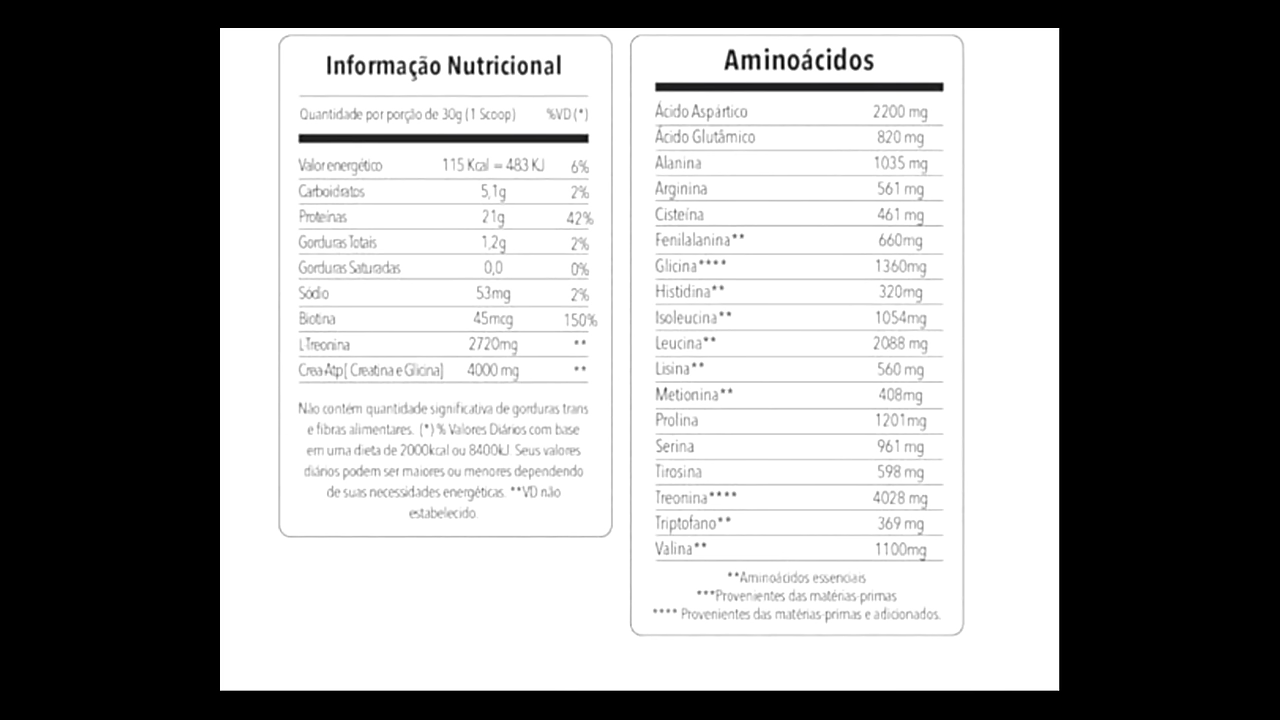 Informação Nutricional
Quantidade por porção de 30g (1 Scoop) %VD (*)
Valor energético 115 Kcal = 483 KJ 6%
Carboidratos 5,1g 2%
Proteínas 21g 42%
Gorduras Totais 1,2g 2%
Gorduras Saturadas 0,0 0%
Sódio 53mg 2%
Biotina 45mcg 150%
L-Treonina 2720mg **
Crea-Atp[ Creatina e Glicina] 4000 mg **
Não contém quantidade significativa de gorduras trans
e fibras alimentares. (*) % Valores Diários com base
em uma dieta de 2000kcal ou 8400kJ. Seus valores
diários podem ser maiores ou menores dependendo
de suas necessidades energéticas. **VD não
estabelecido.
Aminoácidos
Ácido Aspártico 2200 mg
Ácido Glutâmico 820 mg
Alanina 1035 mg
Arginina 561 mg
Cisteína 461 mg
Fenilalanina** 660mg
Glicina**** 1360mg
Histidina** 320mg
Isoleucina** 1054mg
Leucina** 2088 mg
Lisina** 560 mg
Metionina** 408mg
Prolina 1201mg
Serina 961 mg
Tirosina 598 mg
Treonina**** 4028 mg
Triptofano** 369 mg
Valina** 1100mg
**Aminoácidos essenciais
***Provenientes das matérias-primas
**** Provenientes das matérias-primas e adicionados.